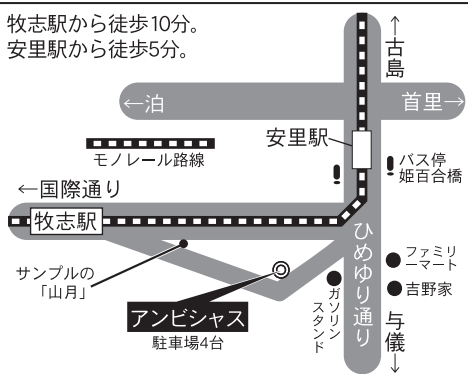 牧志駅から徒歩10分。
安里駅から徒歩5分。
↑
古島
←泊
首里→
安里駅
モノレール路線
バス停
姫百合橋
←国際通り
牧志駅
ひめゆり通り
サンプルの
「山月」
ファミリ
ーマート
吉野家
ガソリン
スタンド
アンビシャス
駐車場4台
与儀
↓